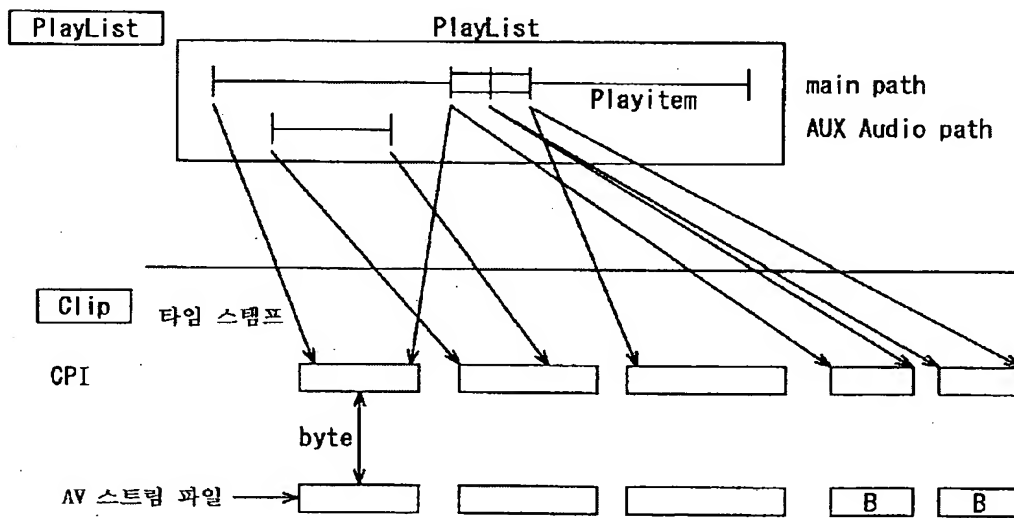 PlayList
PlayList
main path
Playitem
AUX Audio path
Clip
타임 스탬프
CPI
byte
AV 스트림 파일
B
B